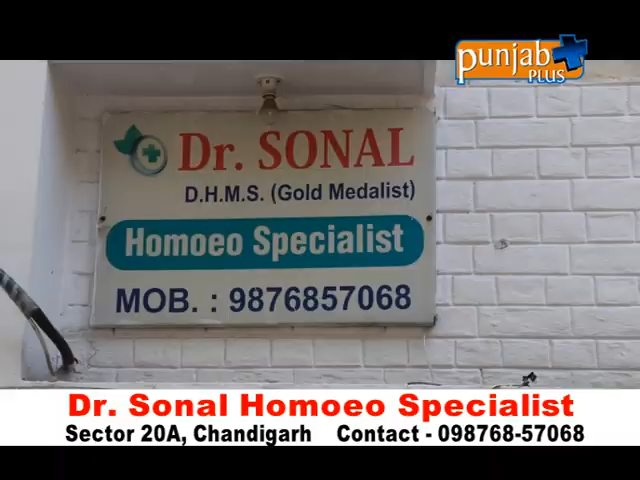 punjab
PLUS
Dr. SONAL
D.H.M.S. (Gold Medalist)
Homoeo Specialist
MOB. : 9876857068
Dr. Sonal Homoeo Specialist
Sector 20A, Chandigarh Contact - 098768-57068